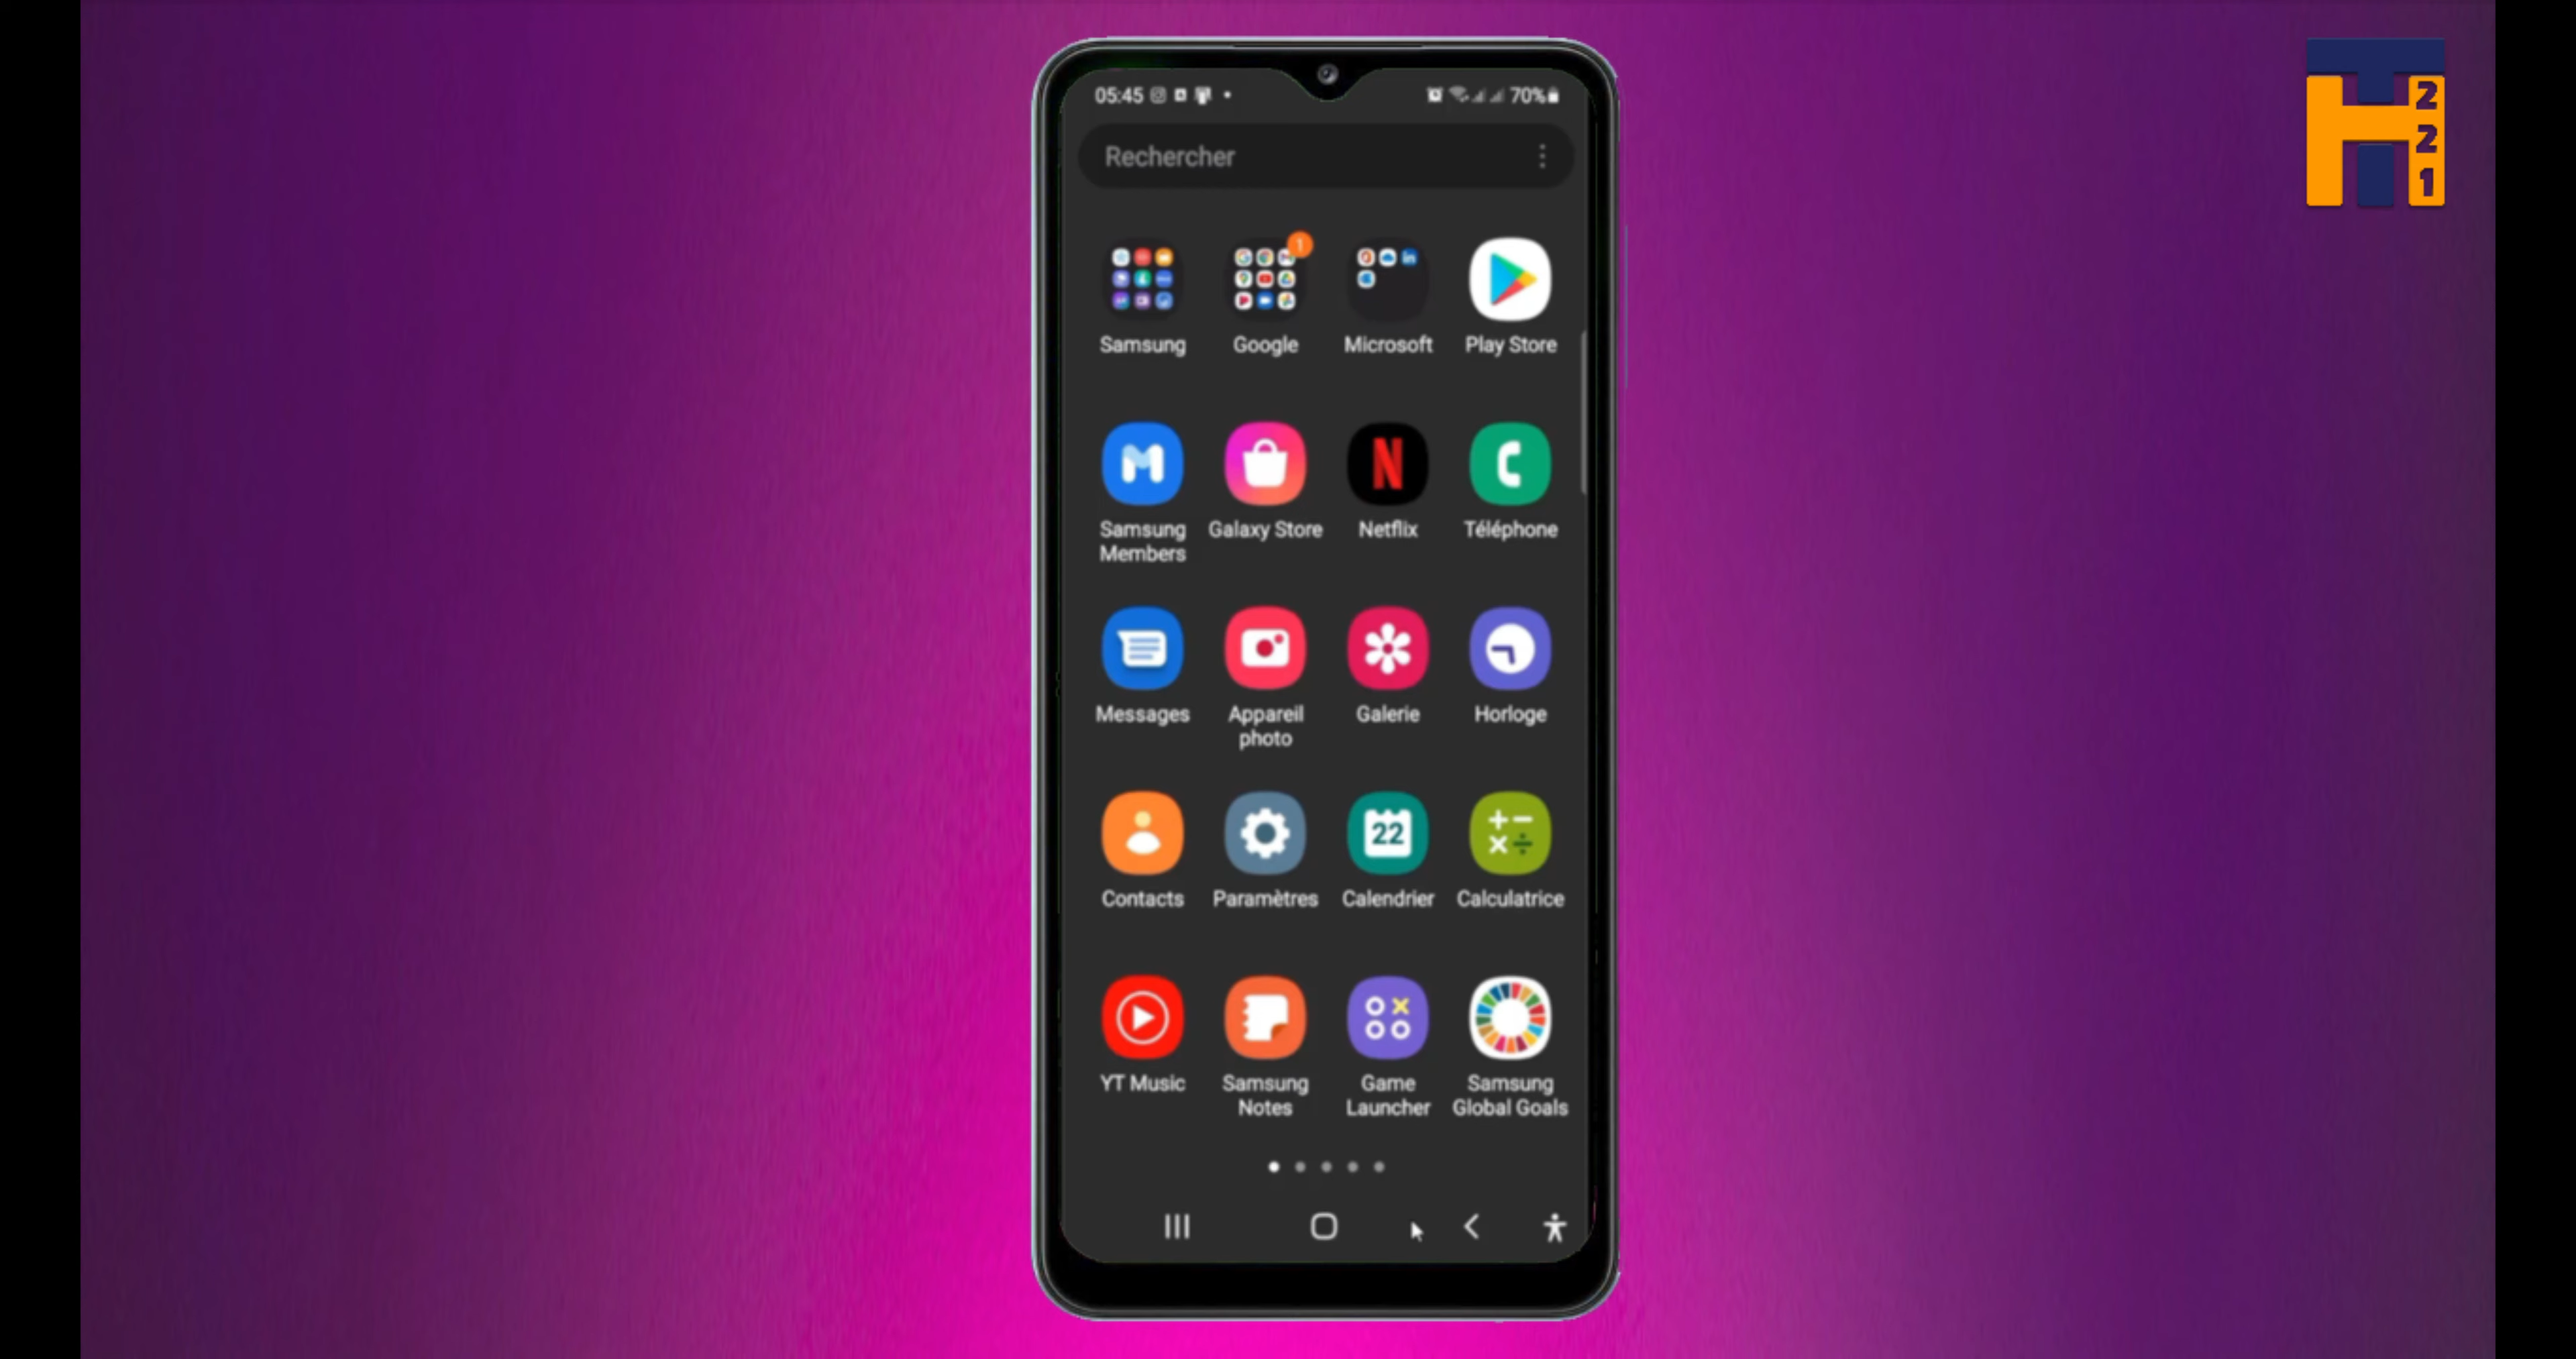 05:45
70%
Rechercher
1
Samsung
Google
Microsoft
Play Store
Samsung
Members
Galaxy Store
Netflix
Téléphone
Messages
Appareil
photo
Galerie
Horloge
22
Contacts
Paramètres
Calendrier
Calculatrice
YT Music
Samsung
Notes
Game
Launcher
Samsung
Global Goals
TH
2
2
1